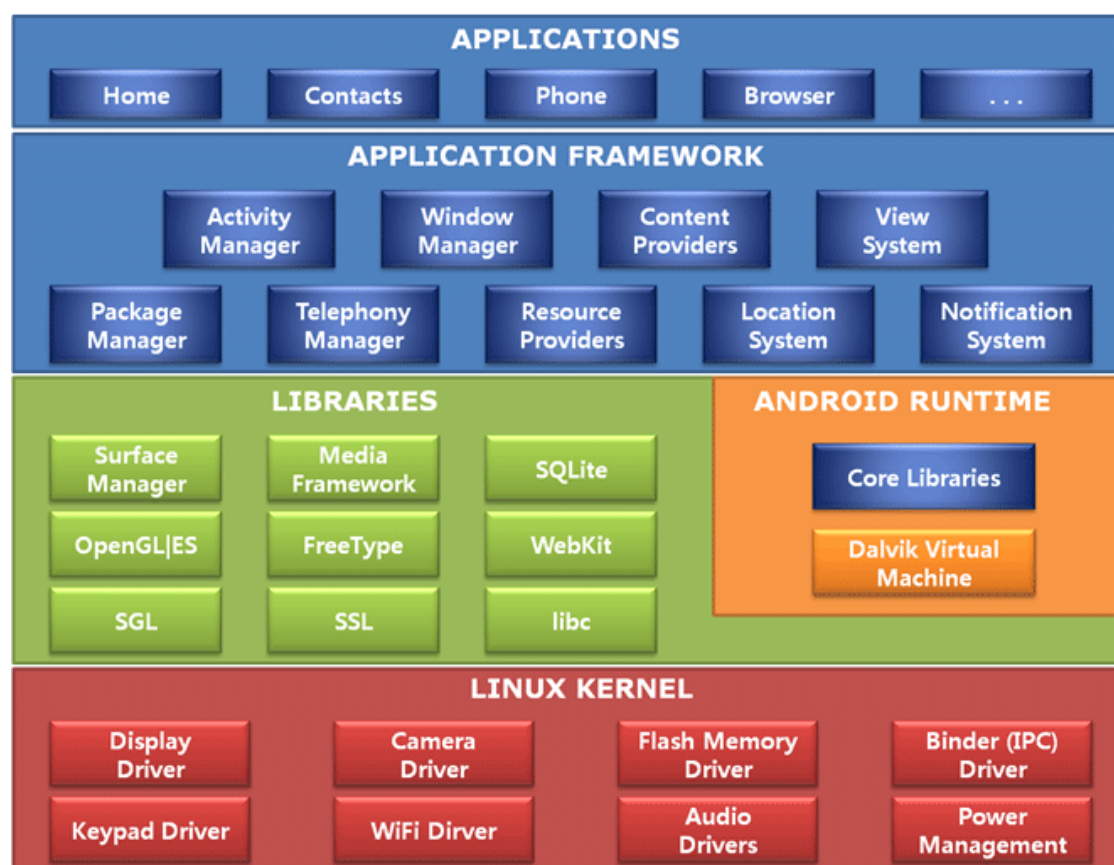 APPLICATIONS
Home
Contacts
Phone
Browser
. . .
APPLICATION FRAMEWORK
Activity
Manager
Window
Manager
Content
Providers
View
System
Package
Manager
Telephony
Manager
Resource
Providers
Location
System
Notification
System
LIBRARIES
Surface
Manager
Media
Framework
SQLite
OpenGL|ES
FreeType
WebKit
SGL
SSL
libc
ANDROID RUNTIME
Core Libraries
Dalvik Virtual
Machine
LINUX KERNEL
Display
Driver
Camera
Driver
Flash Memory
Driver
Binder (IPC)
Driver
Keypad Driver
WiFi Dirver
Audio
Drivers
Power
Management